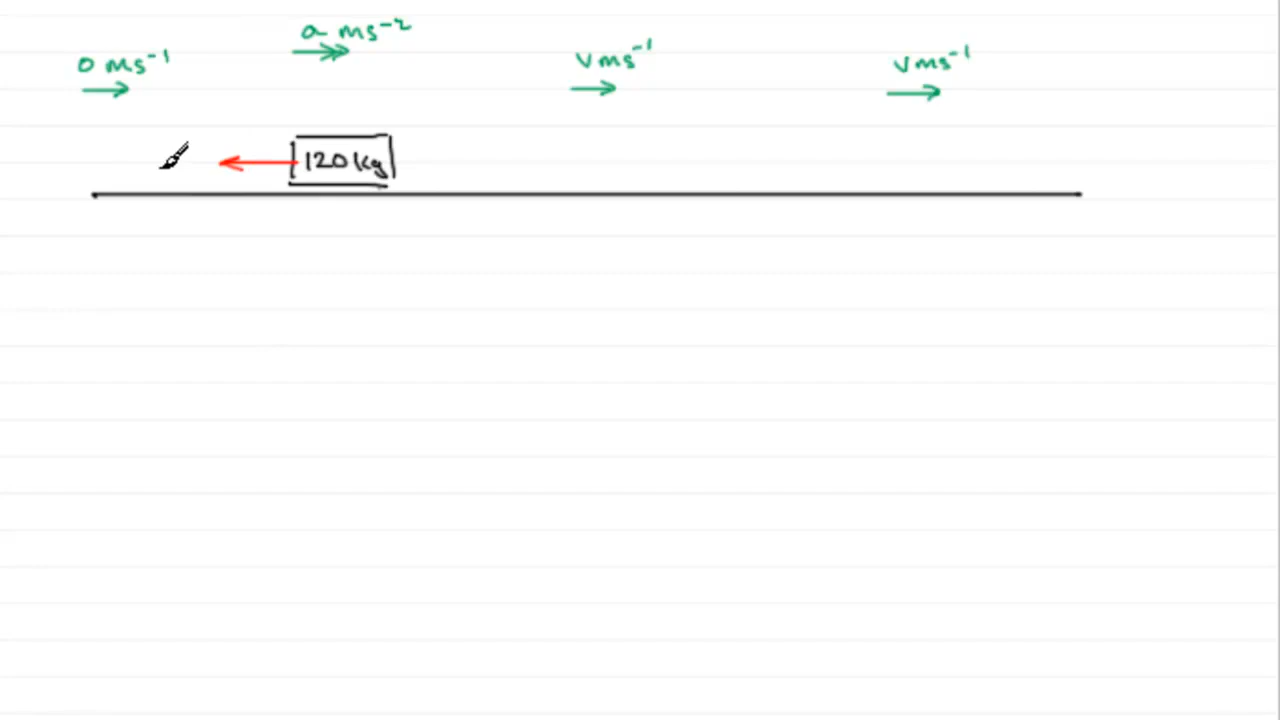 a ms⁻²
0 ms⁻¹
v ms⁻¹
v ms⁻¹
120 kg